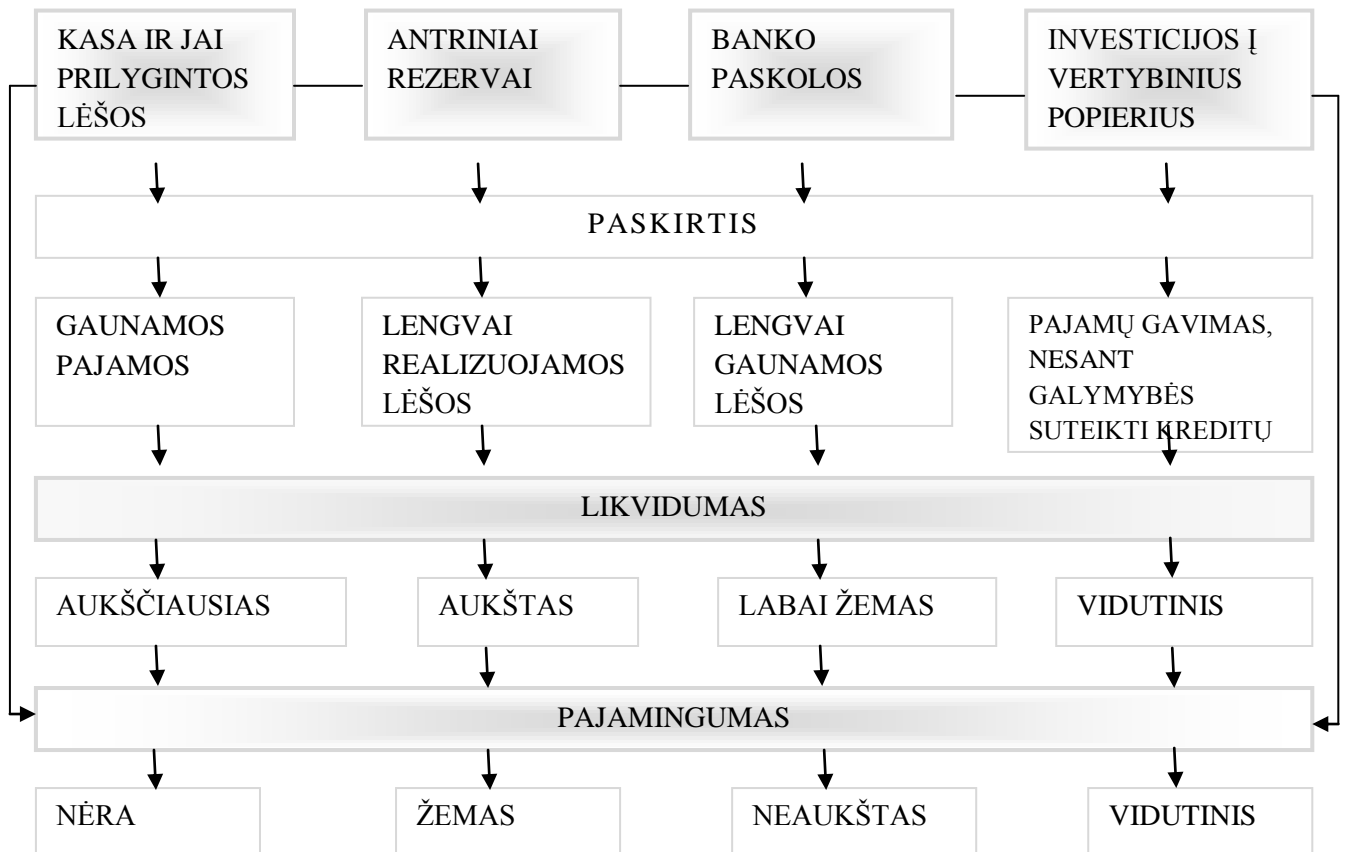 KASA IR JAI
PRILYGINTOS
LĖŠOS
ANTRINIAI
REZERVAI
BANKO
PASKOLOS
INVESTICIJOS Į
VERTYBINIUS
POPIERIUS
PASKIRTIS
GAUNAMOS
PAJAMOS
LENGVAI
REALIZUOJAMOS
LĖŠOS
LENGVAI
GAUNAMOS
LĖŠOS
PAJAMŲ GAVIMAS,
NESANT
GALYMYBĖS
SUTEIKTI KREDITŲ
LIKVIDUMAS
AUKŠČIAUSIAS
AUKŠTAS
LABAI ŽEMAS
VIDUTINIS
PAJAMINGUMAS
NĖRA
ŽEMAS
NEAUKŠTAS
VIDUTINIS